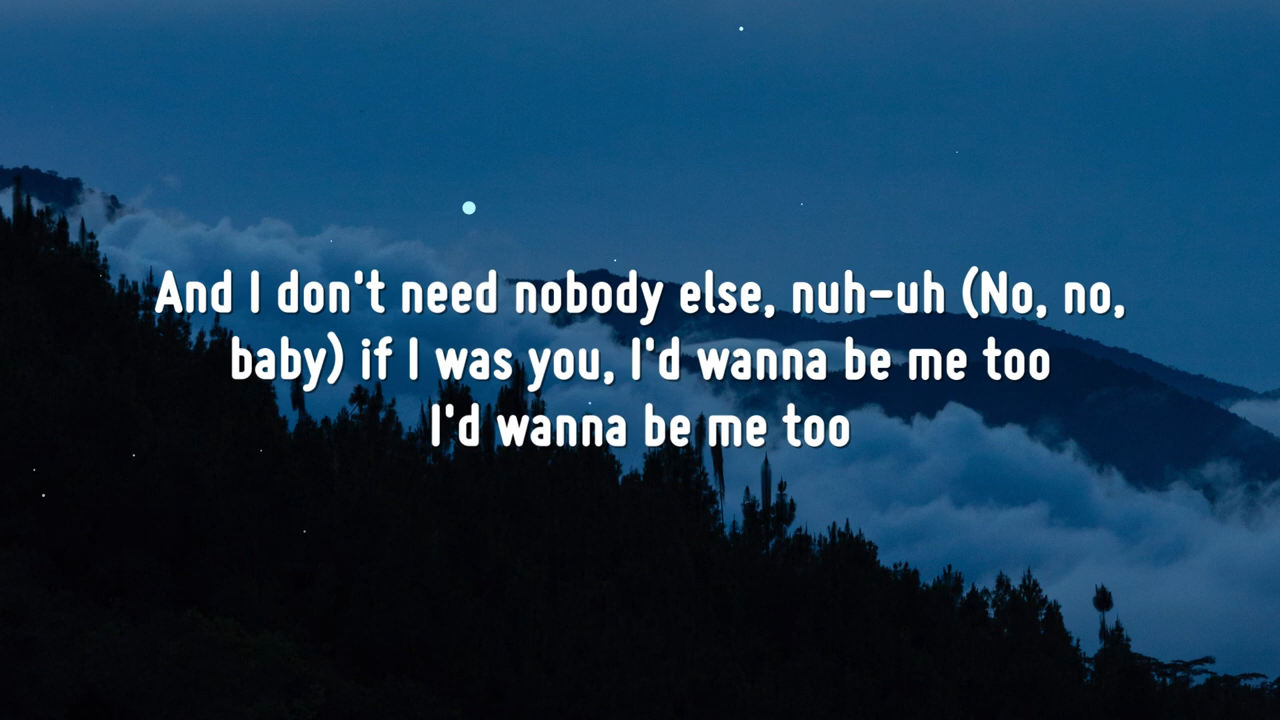 And I don't need nobody else, nuh-uh (No, no,
baby) if I was you, I'd wanna be me too
I'd wanna be me too